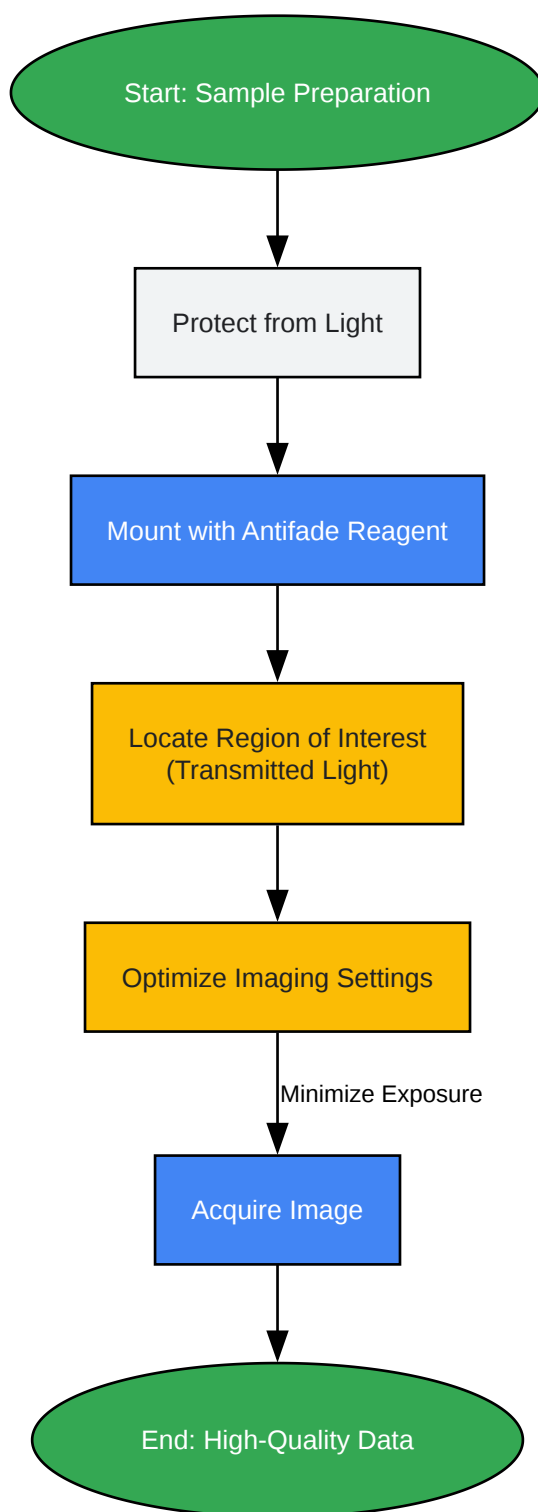 Start: Sample Preparation
Protect from Light
Mount with Antifade Reagent
Locate Region of Interest
(Transmitted Light)
Optimize Imaging Settings
Minimize Exposure
Acquire Image
End: High-Quality Data